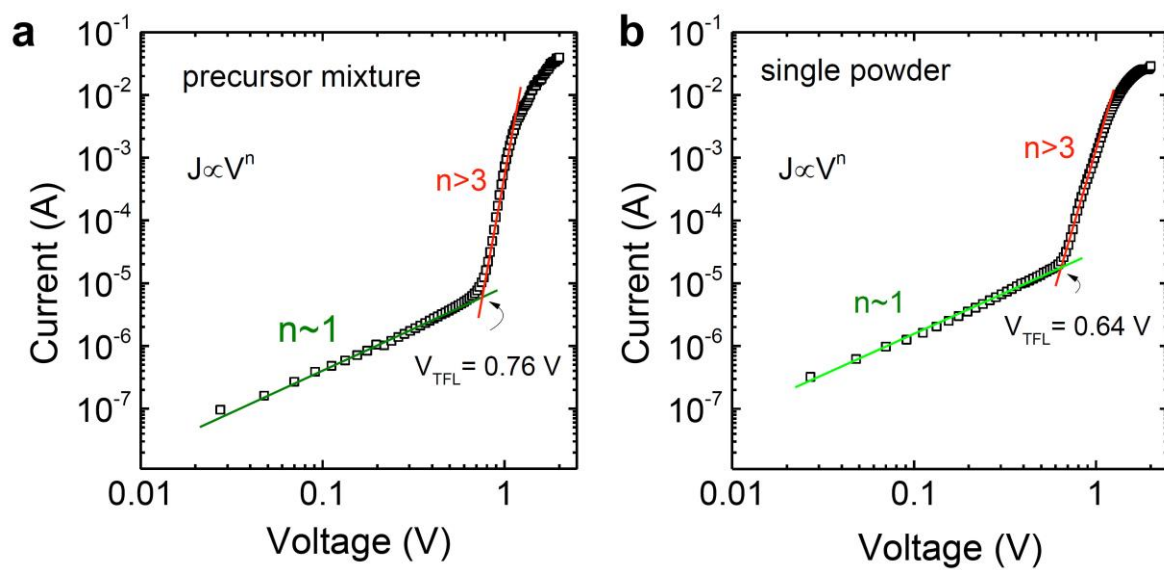 a
precursor mixture
J∝Vⁿ
n>3
n~1
V_TFL = 0.76 V
10⁻¹
10⁻²
10⁻³
10⁻⁴
10⁻⁵
10⁻⁶
10⁻⁷
Current (A)
0.01
0.1
1
Voltage (V)
b
single powder
J∝Vⁿ
n>3
n~1
V_TFL = 0.64 V
10⁻¹
10⁻²
10⁻³
10⁻⁴
10⁻⁵
10⁻⁶
10⁻⁷
Current (A)
0.01
0.1
1
Voltage (V)